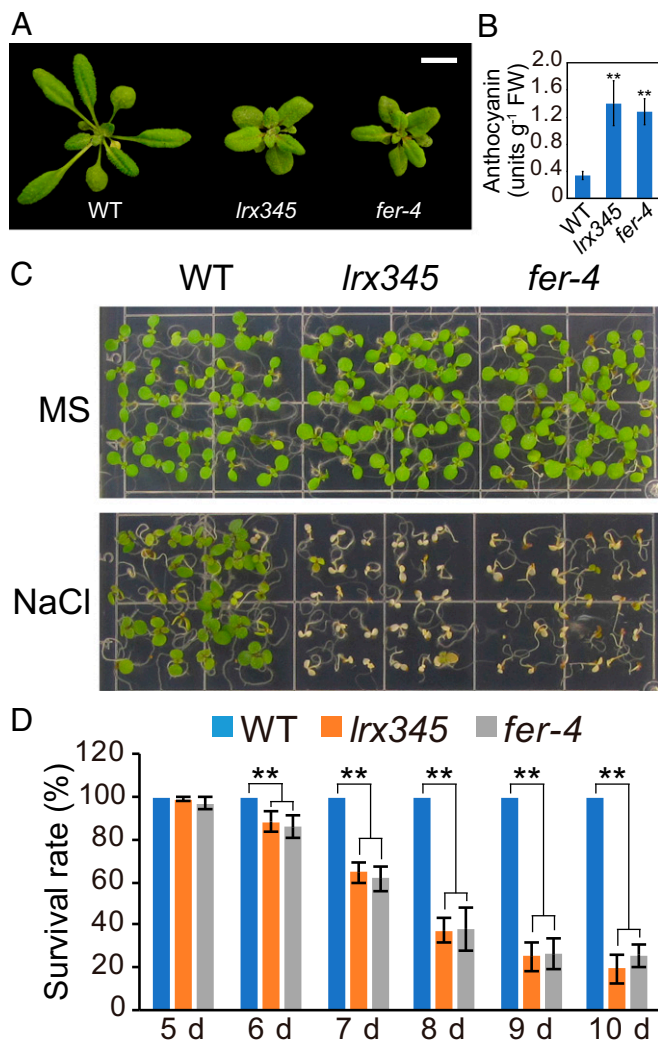 A
WT lrx345 fer-4
B
Anthocyanin
(units g⁻¹ FW)
2.0
1.6
1.2
0.8
0.4
0
** **
WT lrx345 fer-4
C
WT lrx345 fer-4
MS
NaCl
D
WT lrx345 fer-4
Survival rate (%)
120
100
80
60
40
20
0
** ** ** ** **
5 d 6 d 7 d 8 d 9 d 10 d